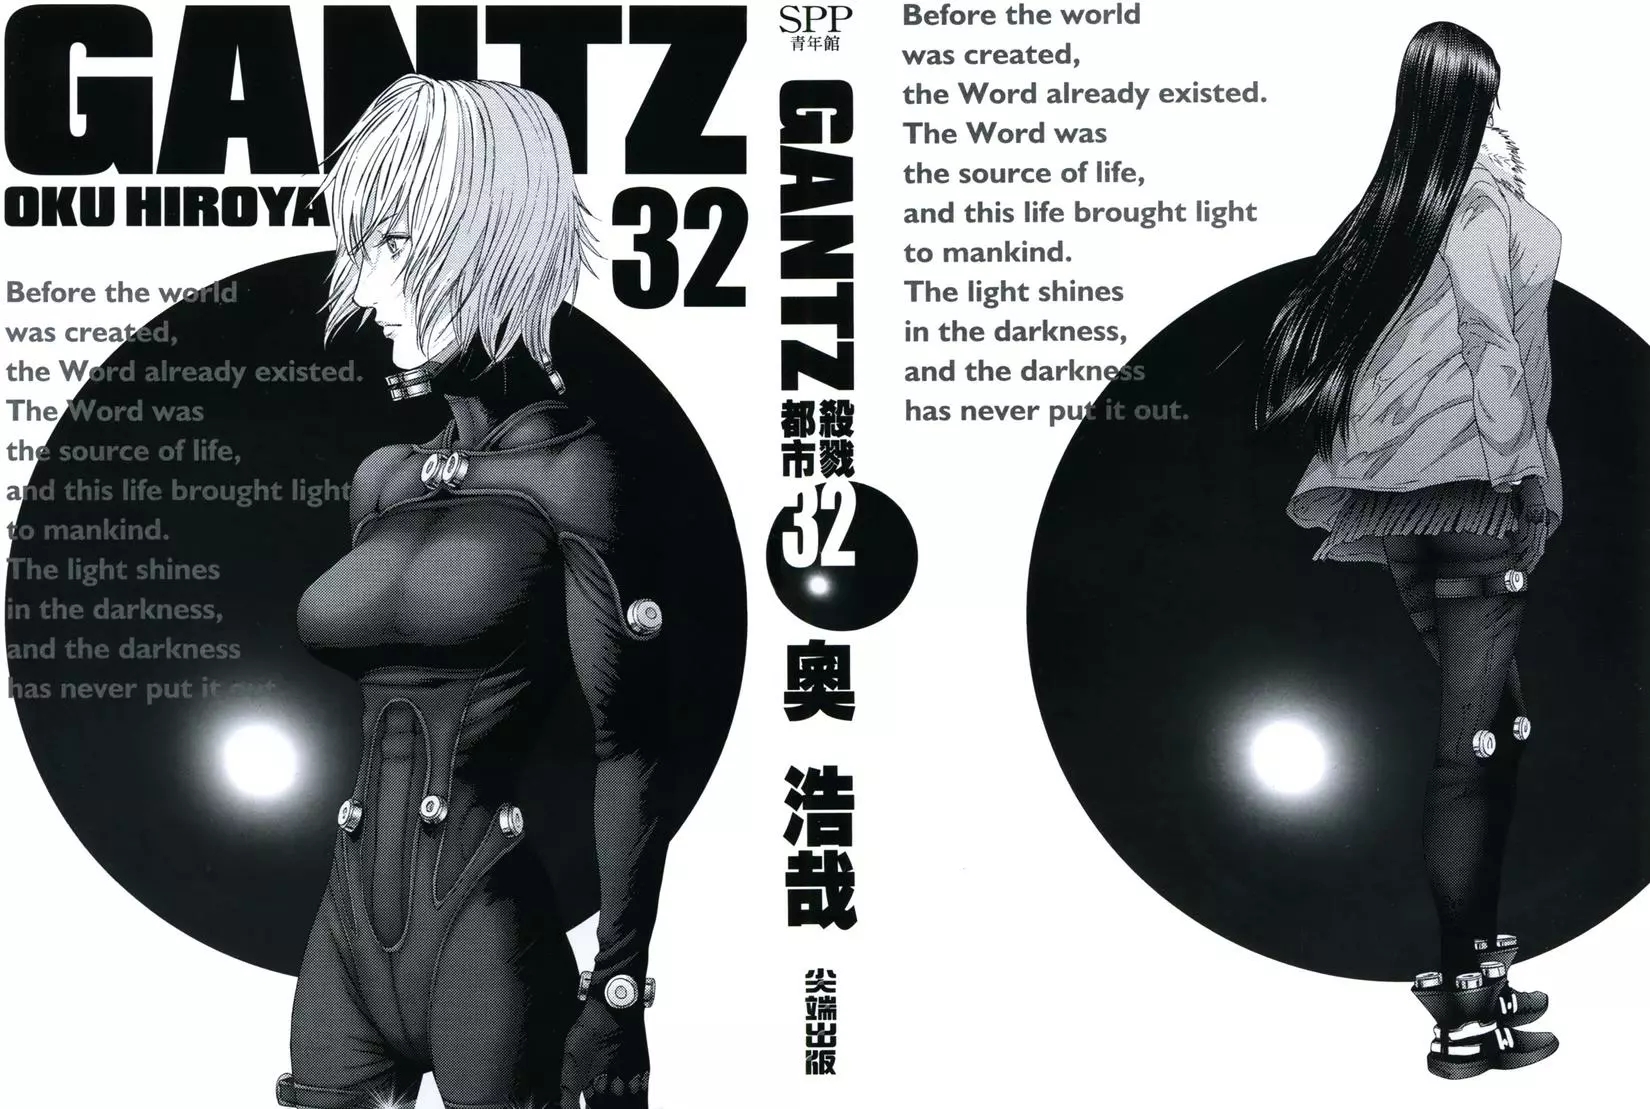 GANTZ
OKU HIROYA
32
Before the world
was created,
the Word already existed.
The Word was
the source of life,
and this life brought light
to mankind.
The light shines
in the darkness,
and the darkness
has never put it out.
SPP
青年館
GANTZ
殺戮
都市
32
奥 浩哉
尖端出版
Before the world
was created,
the Word already existed.
The Word was
the source of life,
and this life brought light
to mankind.
The light shines
in the darkness,
and the darkness
has never put it out.